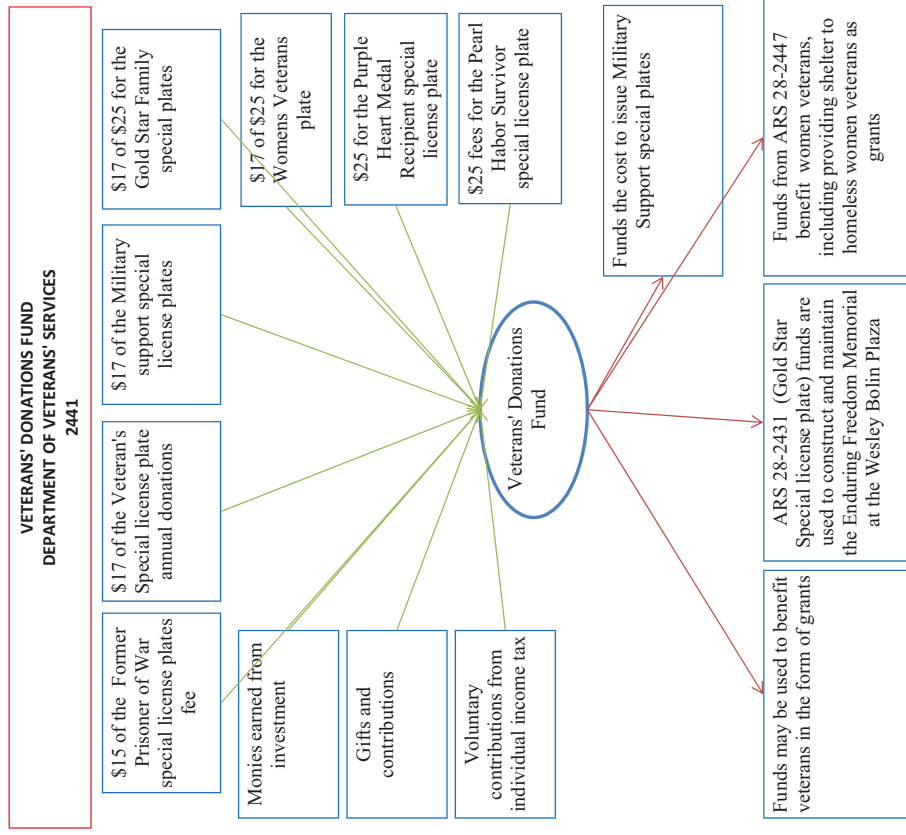 VETERANS' DONATIONS FUND
DEPARTMENT OF VETERANS' SERVICES
2441
$15 of the Former
Prisoner of War
special license plates
fee
$17 of the Veteran's
Special license plate
annual donations
$17 of the Military
support special
license plates
$17 of $25 for the
Gold Star Family
special plates
Monies earned from
investment
$17 of $25 for the
Womens Veterans
plate
Gifts and
contributions
$25 for the Purple
Heart Medal
Recipient special
license plate
Voluntary
contributions from
individual income tax
$25 fees for the Pearl
Habor Survivor
special license plate
Veterans' Donations
Fund
Funds the cost to issue Military
Support special plates
Funds may be used to benefit
veterans in the form of grants
ARS 28-2431 (Gold Star
Special license plate) funds are
used to construct and maintain
the Enduring Freedom Memorial
at the Wesley Bolin Plaza
Funds from ARS 28-2447
benefit women veterans,
including providing shelter to
homeless women veterans as
grants